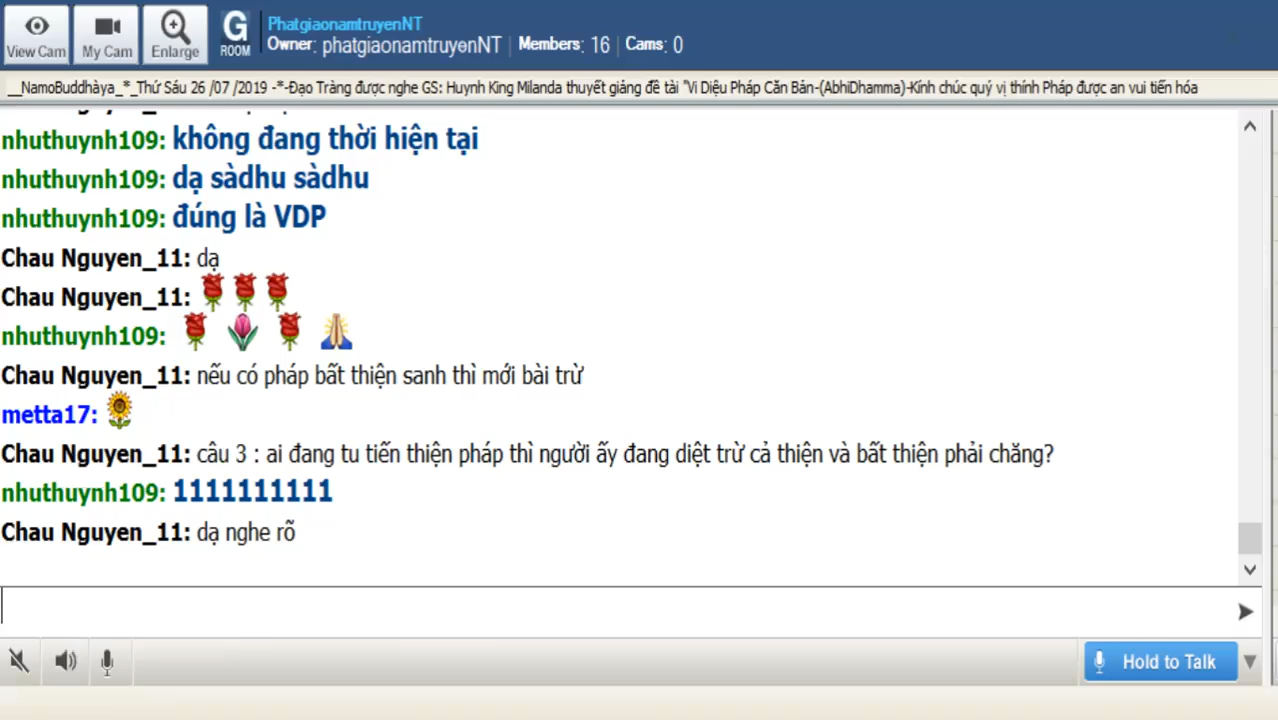 PhatgiaonamtruyenNT
Owner: phatgiaonamtruyenNT | Members: 16 | Cams: 0
View Cam
My Cam
Enlarge
G ROOM
__NamoBuddhàya_*_Thứ Sáu 26 /07 /2019 -*-Đạo Tràng được nghe GS: Huynh King Milanda thuyết giảng đề tài "Vi Diệu Pháp Căn Bản-(AbhiDhamma)-Kính chúc quý vị thính Pháp được an vui tiến hóa
nhuthuynh109: không đang thời hiện tại
nhuthuynh109: dạ sàdhu sàdhu
nhuthuynh109: đúng là VDP
Chau Nguyen_11: dạ
Chau Nguyen_11:
nhuthuynh109:
Chau Nguyen_11: nếu có pháp bất thiện sanh thì mới bài trừ
metta17:
Chau Nguyen_11: câu 3 : ai đang tu tiến thiện pháp thì người ấy đang diệt trừ cả thiện và bất thiện phải chăng?
nhuthuynh109: 1111111111
Chau Nguyen_11: dạ nghe rõ
Hold to Talk